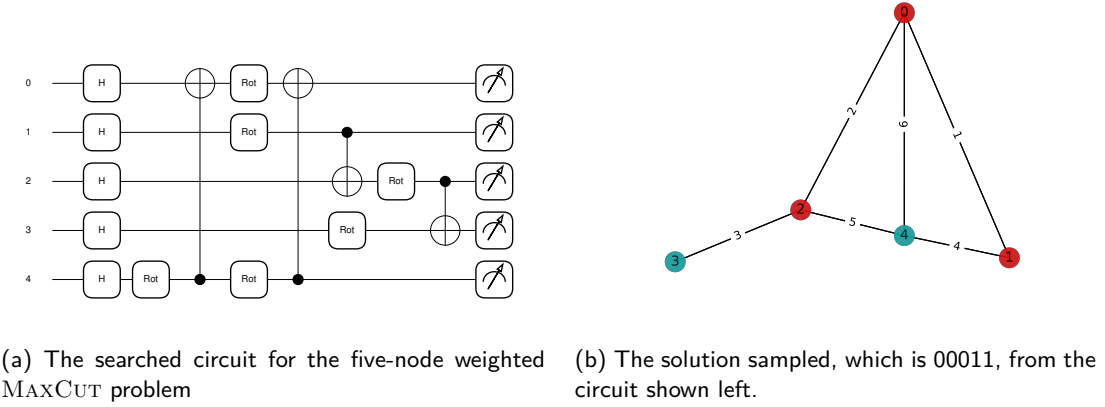 0 H Rot
1 H Rot
2 H Rot
3 H Rot
4 H Rot Rot
0
2
6
1
2
5
4
4
1
3
3
(a) The searched circuit for the five-node weighted
MAXCUT problem
(b) The solution sampled, which is 00011, from the
circuit shown left.